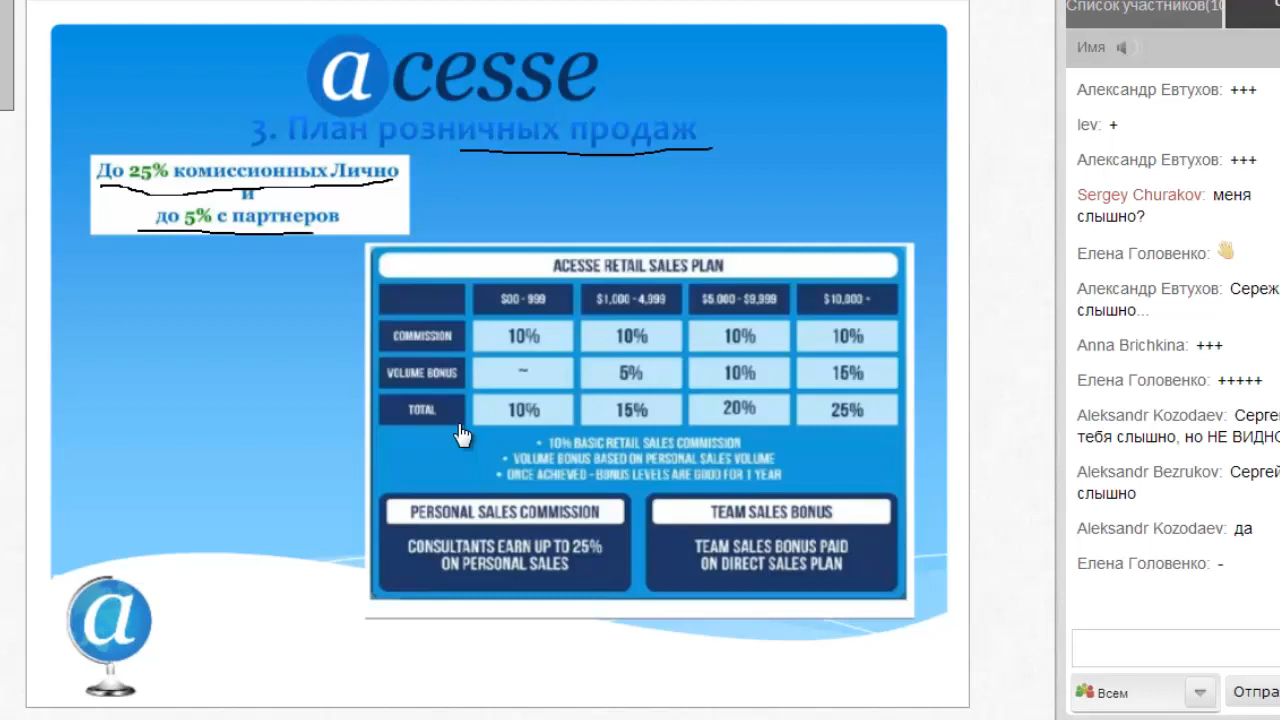 acesse
3. План розничных продаж
До 25% комиссионных Лично
и
до 5% с партнеров
ACESSE RETAIL SALES PLAN
$00 - 999 $1,000 - 4,999 $5,000 - $9,999 $10,000 +
COMMISSION 10% 10% 10% 10%
VOLUME BONUS ~ 5% 10% 15%
TOTAL 10% 15% 20% 25%
• 10% BASIC RETAIL SALES COMMISSION
• VOLUME BONUS BASED ON PERSONAL SALES VOLUME
• ONCE ACHIEVED - BONUS LEVELS ARE GOOD FOR 1 YEAR
PERSONAL SALES COMMISSION
CONSULTANTS EARN UP TO 25%
ON PERSONAL SALES
TEAM SALES BONUS
TEAM SALES BONUS PAID
ON DIRECT SALES PLAN
a
Список участников(10
Имя
Александр Евтухов: +++
lev: +
Александр Евтухов: +++
Sergey Churakov: меня
слышно?
Елена Головенко:
Александр Евтухов: Сереж
слышно...
Anna Brichkina: +++
Елена Головенко: +++++
Aleksandr Kozodaev: Серге
тебя слышно, но НЕ ВИДНО
Aleksandr Bezrukov: Сергей
слышно
Aleksandr Kozodaev: да
Елена Головенко: -
Всем
Отпра